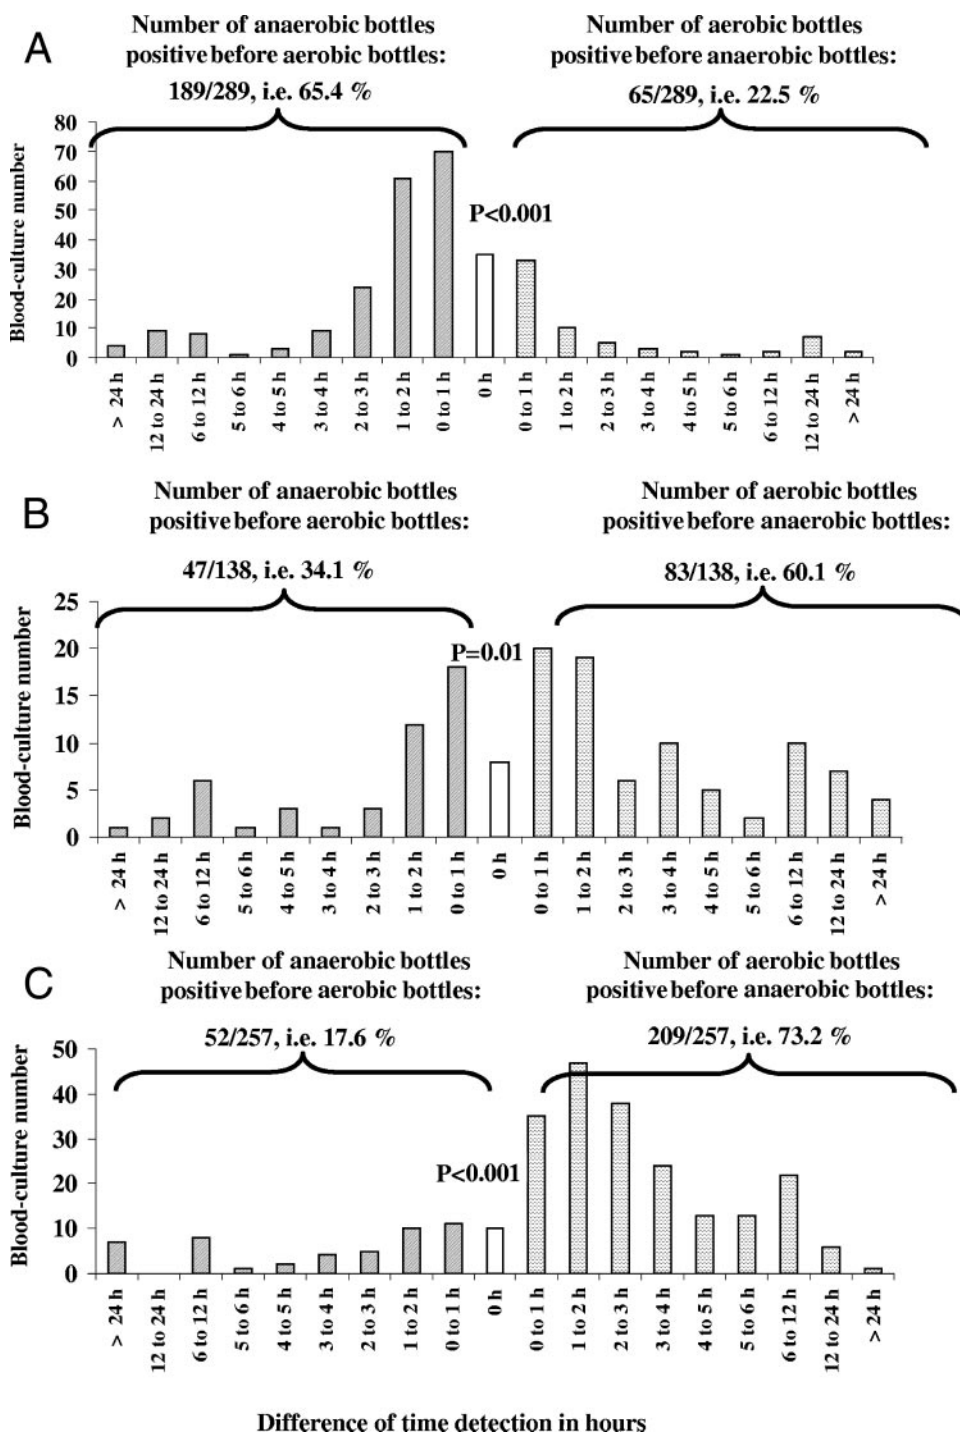 A
Number of anaerobic bottles
positive before aerobic bottles:
189/289, i.e. 65.4 %
Number of aerobic bottles
positive before anaerobic bottles:
65/289, i.e. 22.5 %
Blood-culture number
80
70
60
50
40
30
20
10
0
P<0.001
> 24 h
12 to 24 h
6 to 12 h
5 to 6 h
4 to 5 h
3 to 4 h
2 to 3 h
1 to 2 h
0 to 1 h
0 h
0 to 1 h
1 to 2 h
2 to 3 h
3 to 4 h
4 to 5 h
5 to 6 h
6 to 12 h
12 to 24 h
> 24 h
B
Number of anaerobic bottles
positive before aerobic bottles:
47/138, i.e. 34.1 %
Number of aerobic bottles
positive before anaerobic bottles:
83/138, i.e. 60.1 %
Blood-culture number
25
20
15
10
5
0
P=0.01
> 24 h
12 to 24 h
6 to 12 h
5 to 6 h
4 to 5 h
3 to 4 h
2 to 3 h
1 to 2 h
0 to 1 h
0 h
0 to 1 h
1 to 2 h
2 to 3 h
3 to 4 h
4 to 5 h
5 to 6 h
6 to 12 h
12 to 24 h
> 24 h
C
Number of anaerobic bottles
positive before aerobic bottles:
52/257, i.e. 17.6 %
Number of aerobic bottles
positive before anaerobic bottles:
209/257, i.e. 73.2 %
Blood-culture number
50
40
30
20
10
0
P<0.001
> 24 h
12 to 24 h
6 to 12 h
5 to 6 h
4 to 5 h
3 to 4 h
2 to 3 h
1 to 2 h
0 to 1 h
0 h
0 to 1 h
1 to 2 h
2 to 3 h
3 to 4 h
4 to 5 h
5 to 6 h
6 to 12 h
12 to 24 h
> 24 h
Difference of time detection in hours